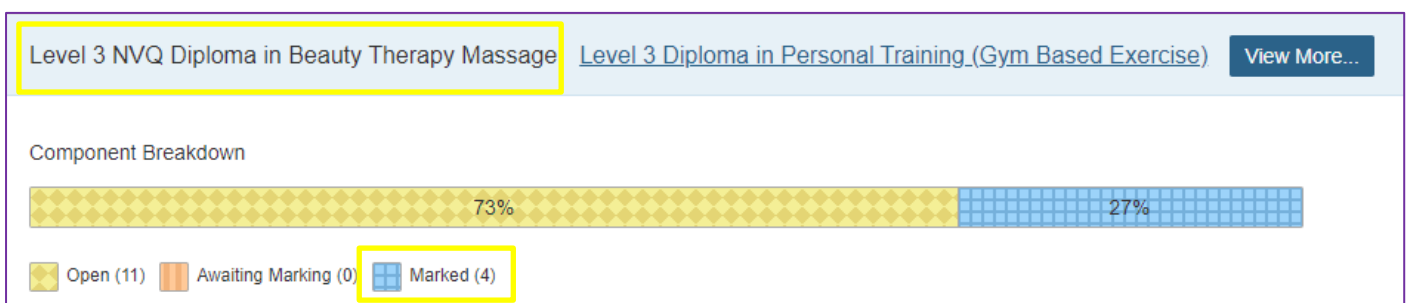 Level 3 NVQ Diploma in Beauty Therapy Massage Level 3 Diploma in Personal Training (Gym Based Exercise) View More...
Component Breakdown
73% 27%
Open (11) Awaiting Marking (0) Marked (4)